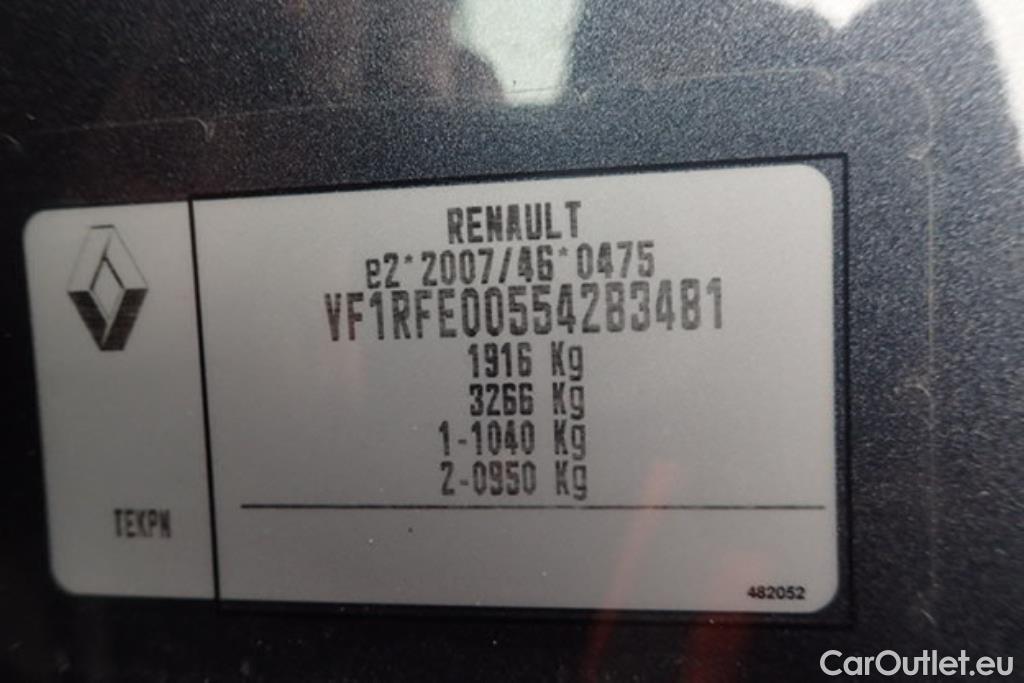 RENAULT
e2*2007/46*0475
VF1RFE00554283481
1916 Kg
3266 Kg
1-1040 Kg
2-0950 Kg
TEKPN
482052
CarOutlet.eu